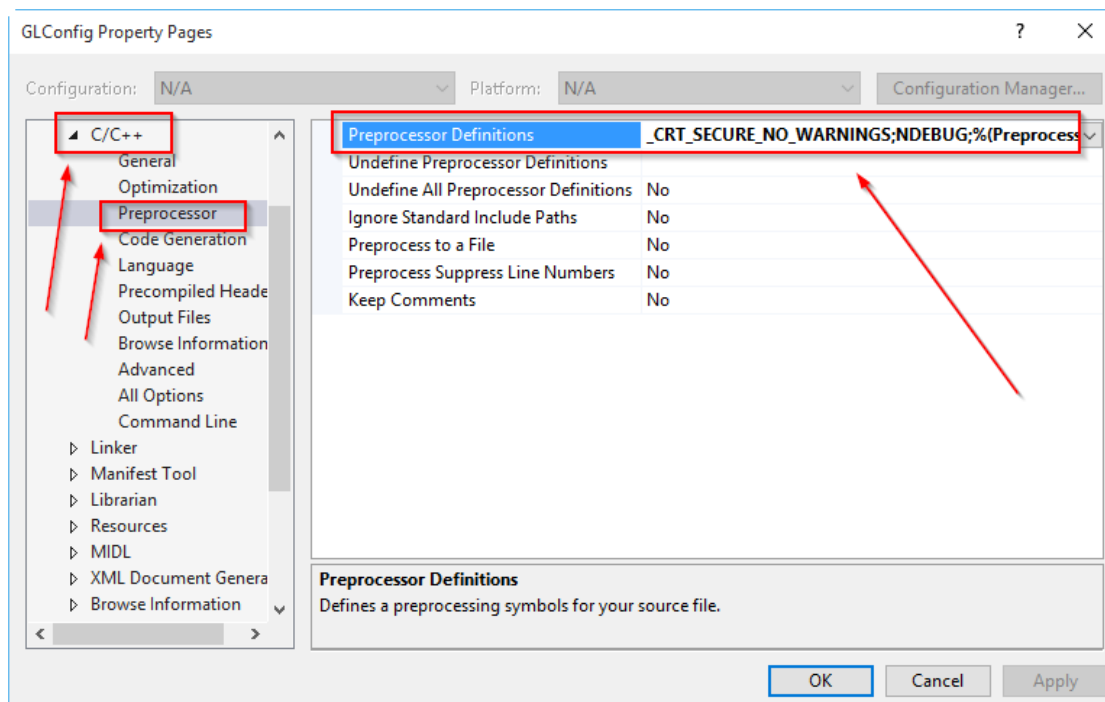 GLConfig Property Pages ?
Configuration: N/A Platform: N/A Configuration Manager...
C/C++
General
Optimization
Preprocessor
Code Generation
Language
Precompiled Heade
Output Files
Browse Information
Advanced
All Options
Command Line
Linker
Manifest Tool
Librarian
Resources
MIDL
XML Document Genera
Browse Information
Preprocessor Definitions _CRT_SECURE_NO_WARNINGS;NDEBUG;%(Preprocess
Undefine Preprocessor Definitions
Undefine All Preprocessor Definitions No
Ignore Standard Include Paths No
Preprocess to a File No
Preprocess Suppress Line Numbers No
Keep Comments No
Preprocessor Definitions
Defines a preprocessing symbols for your source file.
OK Cancel Apply